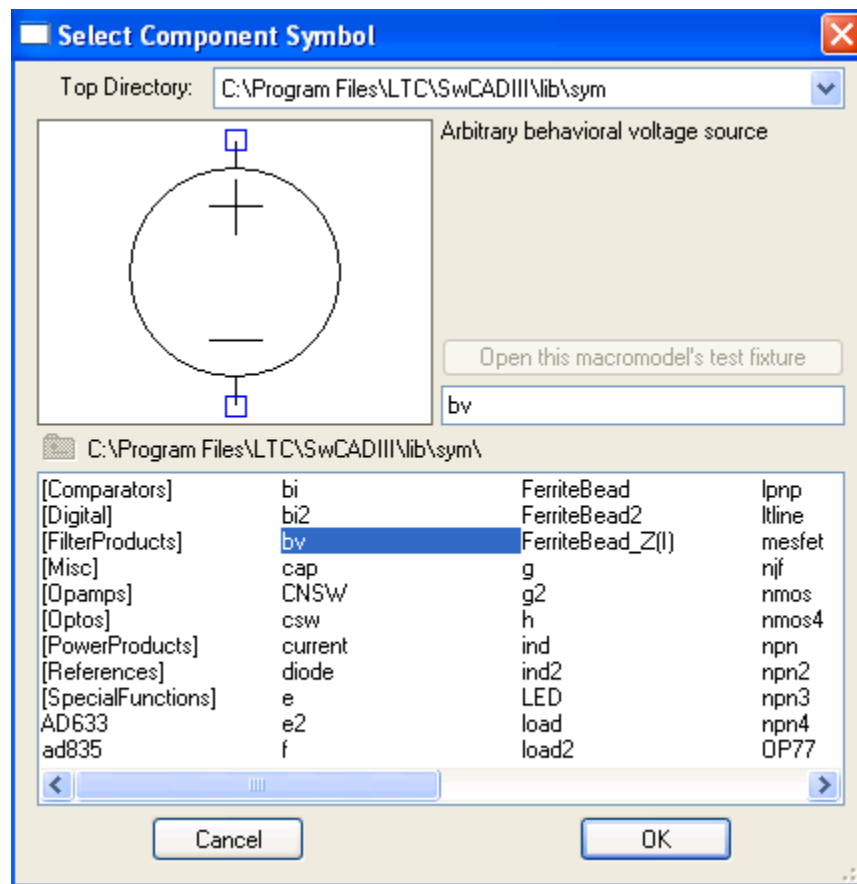 Select Component Symbol
Top Directory: C:\Program Files\LTC\SwCADIII\lib\sym
Arbitrary behavioral voltage source
Open this macromodel's test fixture
bv
C:\Program Files\LTC\SwCADIII\lib\sym\
[Comparators] bi FerriteBead lpnp
[Digital] bi2 FerriteBead2 ltline
[FilterProducts] bv FerriteBead_Z(I) mesfet
[Misc] cap g njf
[Opamps] CNSW g2 nmos
[Optos] csw h nmos4
[PowerProducts] current ind npn
[References] diode ind2 npn2
[SpecialFunctions] e LED npn3
AD633 e2 load npn4
ad835 f load2 OP77
Cancel OK